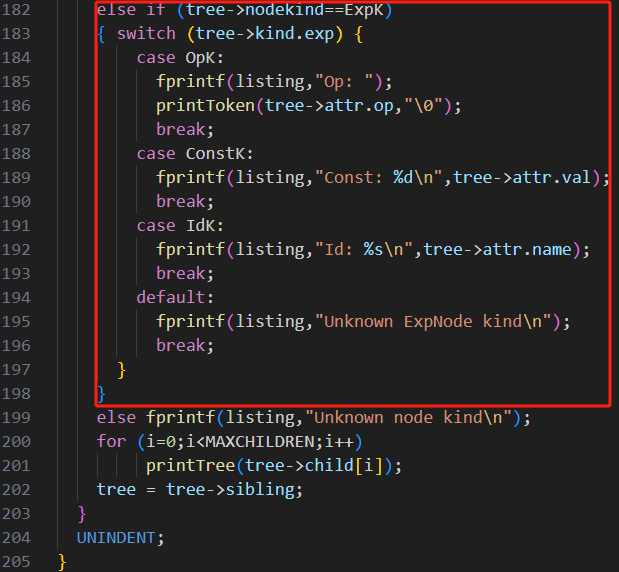 182 else if (tree->nodekind==ExpK)
183 { switch (tree->kind.exp) {
184 case OpK:
185 fprintf(listing,"Op: ");
186 printToken(tree->attr.op,"\0");
187 break;
188 case ConstK:
189 fprintf(listing,"Const: %d\n",tree->attr.val);
190 break;
191 case IdK:
192 fprintf(listing,"Id: %s\n",tree->attr.name);
193 break;
194 default:
195 fprintf(listing,"Unknown ExpNode kind\n");
196 break;
197 }
198 }
199 else fprintf(listing,"Unknown node kind\n");
200 for (i=0;i<MAXCHILDREN;i++)
201 printTree(tree->child[i]);
202 tree = tree->sibling;
203 }
204 UNINDENT;
205 }